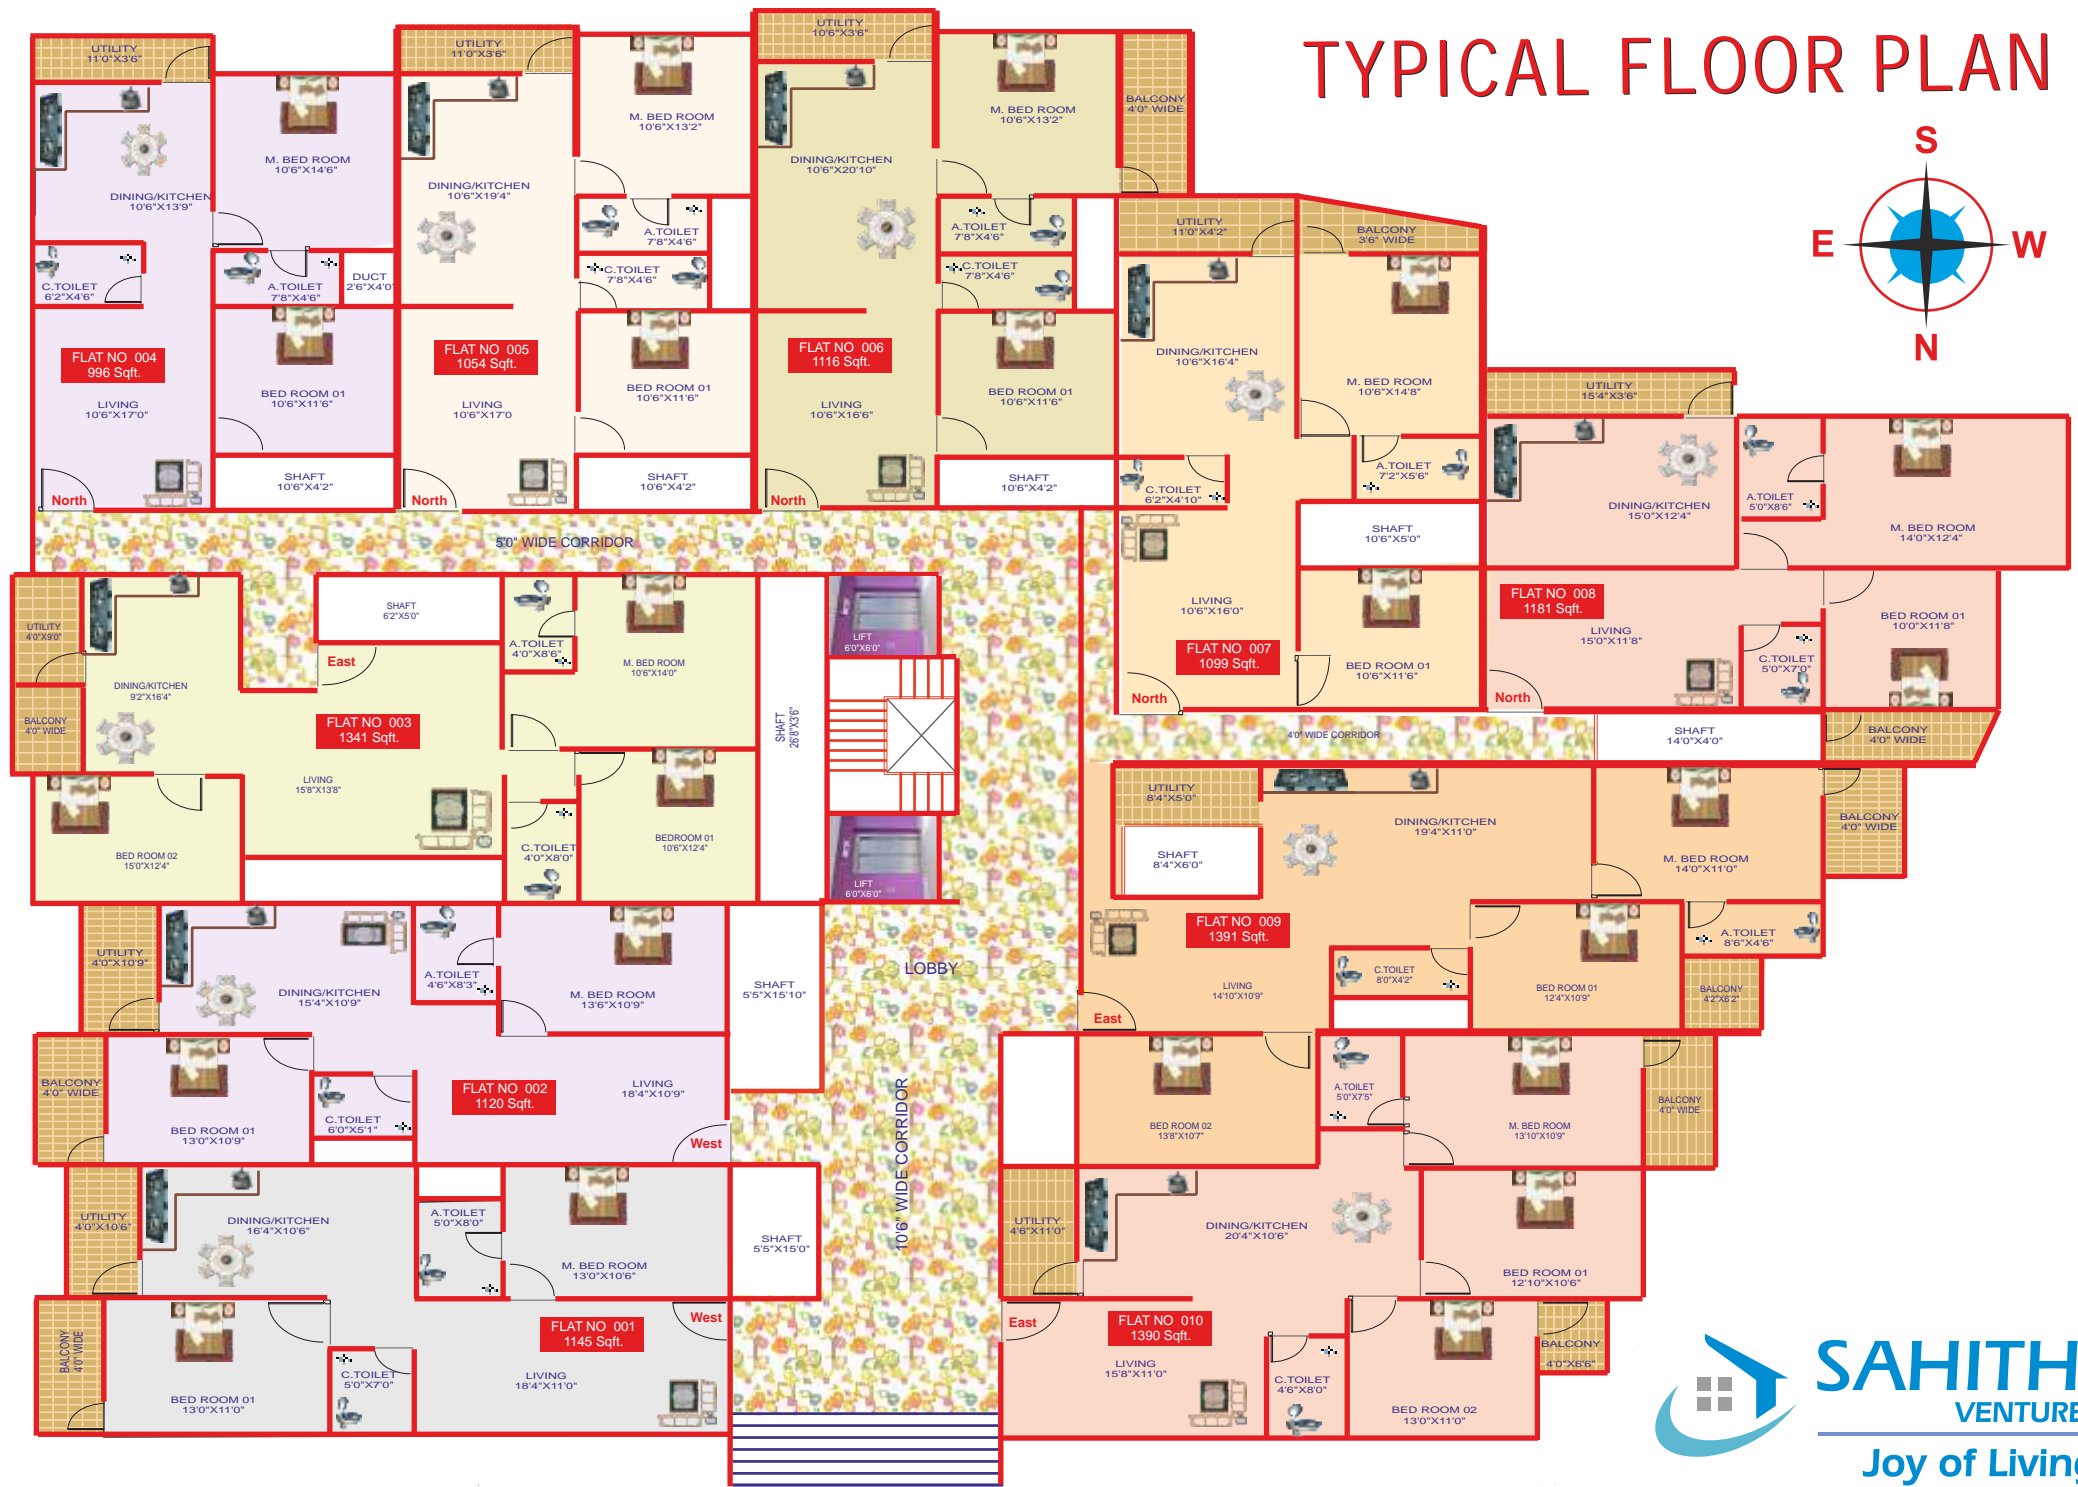 TYPICAL FLOOR PLAN
S
E
W
N
UTILITY
11'0"X3'6"
DINING/KITCHEN
10'6"X13'9"
M. BED ROOM
10'6"X14'6"
C.TOILET
6'2"X4'6"
A.TOILET
7'8"X4'6"
DUCT
2'6"X4'0"
FLAT NO 004
996 Sqft.
LIVING
10'6"X17'0"
BED ROOM 01
10'6"X11'6"
SHAFT
10'6"X4'2"
North
UTILITY
11'0"X3'6"
DINING/KITCHEN
10'6"X19'4"
M. BED ROOM
10'6"X13'2"
A.TOILET
7'8"X4'6"
C.TOILET
7'8"X4'6"
FLAT NO 005
1054 Sqft.
LIVING
10'6"X17'0
BED ROOM 01
10'6"X11'6"
SHAFT
10'6"X4'2"
North
UTILITY
10'6"X3'6"
DINING/KITCHEN
10'6"X20'10"
M. BED ROOM
10'6"X13'2"
BALCONY
4'0" WIDE
A.TOILET
7'8"X4'6"
C.TOILET
7'8"X4'6"
FLAT NO 006
1116 Sqft.
LIVING
10'6"X16'6"
BED ROOM 01
10'6"X11'6"
SHAFT
10'6"X4'2"
North
UTILITY
11'0"X4'2"
BALCONY
3'6" WIDE
DINING/KITCHEN
10'6"X16'4"
M. BED ROOM
10'6"X14'8"
A.TOILET
7'2"X5'6"
C.TOILET
6'2"X4'10"
SHAFT
10'6"X5'0"
LIVING
10'6"X16'0"
FLAT NO 007
1099 Sqft.
BED ROOM 01
10'6"X11'6"
North
UTILITY
15'4"X3'6"
DINING/KITCHEN
15'0"X12'4"
A.TOILET
5'0"X8'6"
M. BED ROOM
14'0"X12'4"
FLAT NO 008
1181 Sqft.
LIVING
15'0"X11'8"
BED ROOM 01
10'0"X11'8"
C.TOILET
5'0"X7'0"
North
SHAFT
14'0"X4'0"
BALCONY
4'0" WIDE
5'0" WIDE CORRIDOR
4'0" WIDE CORRIDOR
UTILITY
4'0"X9'0"
BALCONY
4'0" WIDE
DINING/KITCHEN
9'2"X16'4"
SHAFT
6'2"X5'0"
East
A.TOILET
4'0"X8'6"
M. BED ROOM
10'6"X14'0"
FLAT NO 003
1341 Sqft.
LIVING
15'8"X13'8"
BED ROOM 02
15'0"X12'4"
C.TOILET
4'0"X8'0"
BEDROOM 01
10'6"X12'4"
SHAFT
26'8"X3'6"
LIFT
6'0"X6'0"
LIFT
6'0"X6'0"
UTILITY
8'4"X5'0"
SHAFT
8'4"X6'0"
DINING/KITCHEN
19'4"X11'0"
M. BED ROOM
14'0"X11'0"
BALCONY
4'0" WIDE
FLAT NO 009
1391 Sqft.
A.TOILET
8'6"X4'6"
C.TOILET
8'0"X4'2"
LIVING
14'10"X10'9"
BED ROOM 01
12'4"X10'9"
BALCONY
4'2"X6'2"
East
BED ROOM 02
13'8"X10'7"
UTILITY
4'0"X10'9"
DINING/KITCHEN
15'4"X10'9"
A.TOILET
4'6"X8'3"
M. BED ROOM
13'6"X10'9"
SHAFT
5'5"X15'10"
LOBBY
BALCONY
4'0" WIDE
FLAT NO 002
1120 Sqft.
LIVING
18'4"X10'9"
BED ROOM 01
13'0"X10'9"
C.TOILET
6'0"X5'1"
West
10'6" WIDE CORRIDOR
A.TOILET
5'0"X7'5"
M. BED ROOM
13'10"X10'9"
BALCONY
4'0" WIDE
UTILITY
4'6"X11'0"
DINING/KITCHEN
20'4"X10'6"
BED ROOM 01
12'10"X10'6"
East
FLAT NO 010
1390 Sqft.
LIVING
15'8"X11'0"
C.TOILET
4'6"X8'0"
BED ROOM 02
13'0"X11'0"
BALCONY
4'0"X6'6"
UTILITY
4'0"X10'6"
DINING/KITCHEN
16'4"X10'6"
A.TOILET
5'0"X8'0"
M. BED ROOM
13'0"X10'6"
SHAFT
5'5"X15'0"
BALCONY
4'0" WIDE
FLAT NO 001
1145 Sqft.
West
BED ROOM 01
13'0"X11'0"
C.TOILET
5'0"X7'0"
LIVING
18'4"X11'0"
SAHITH
VENTURE
Joy of Living